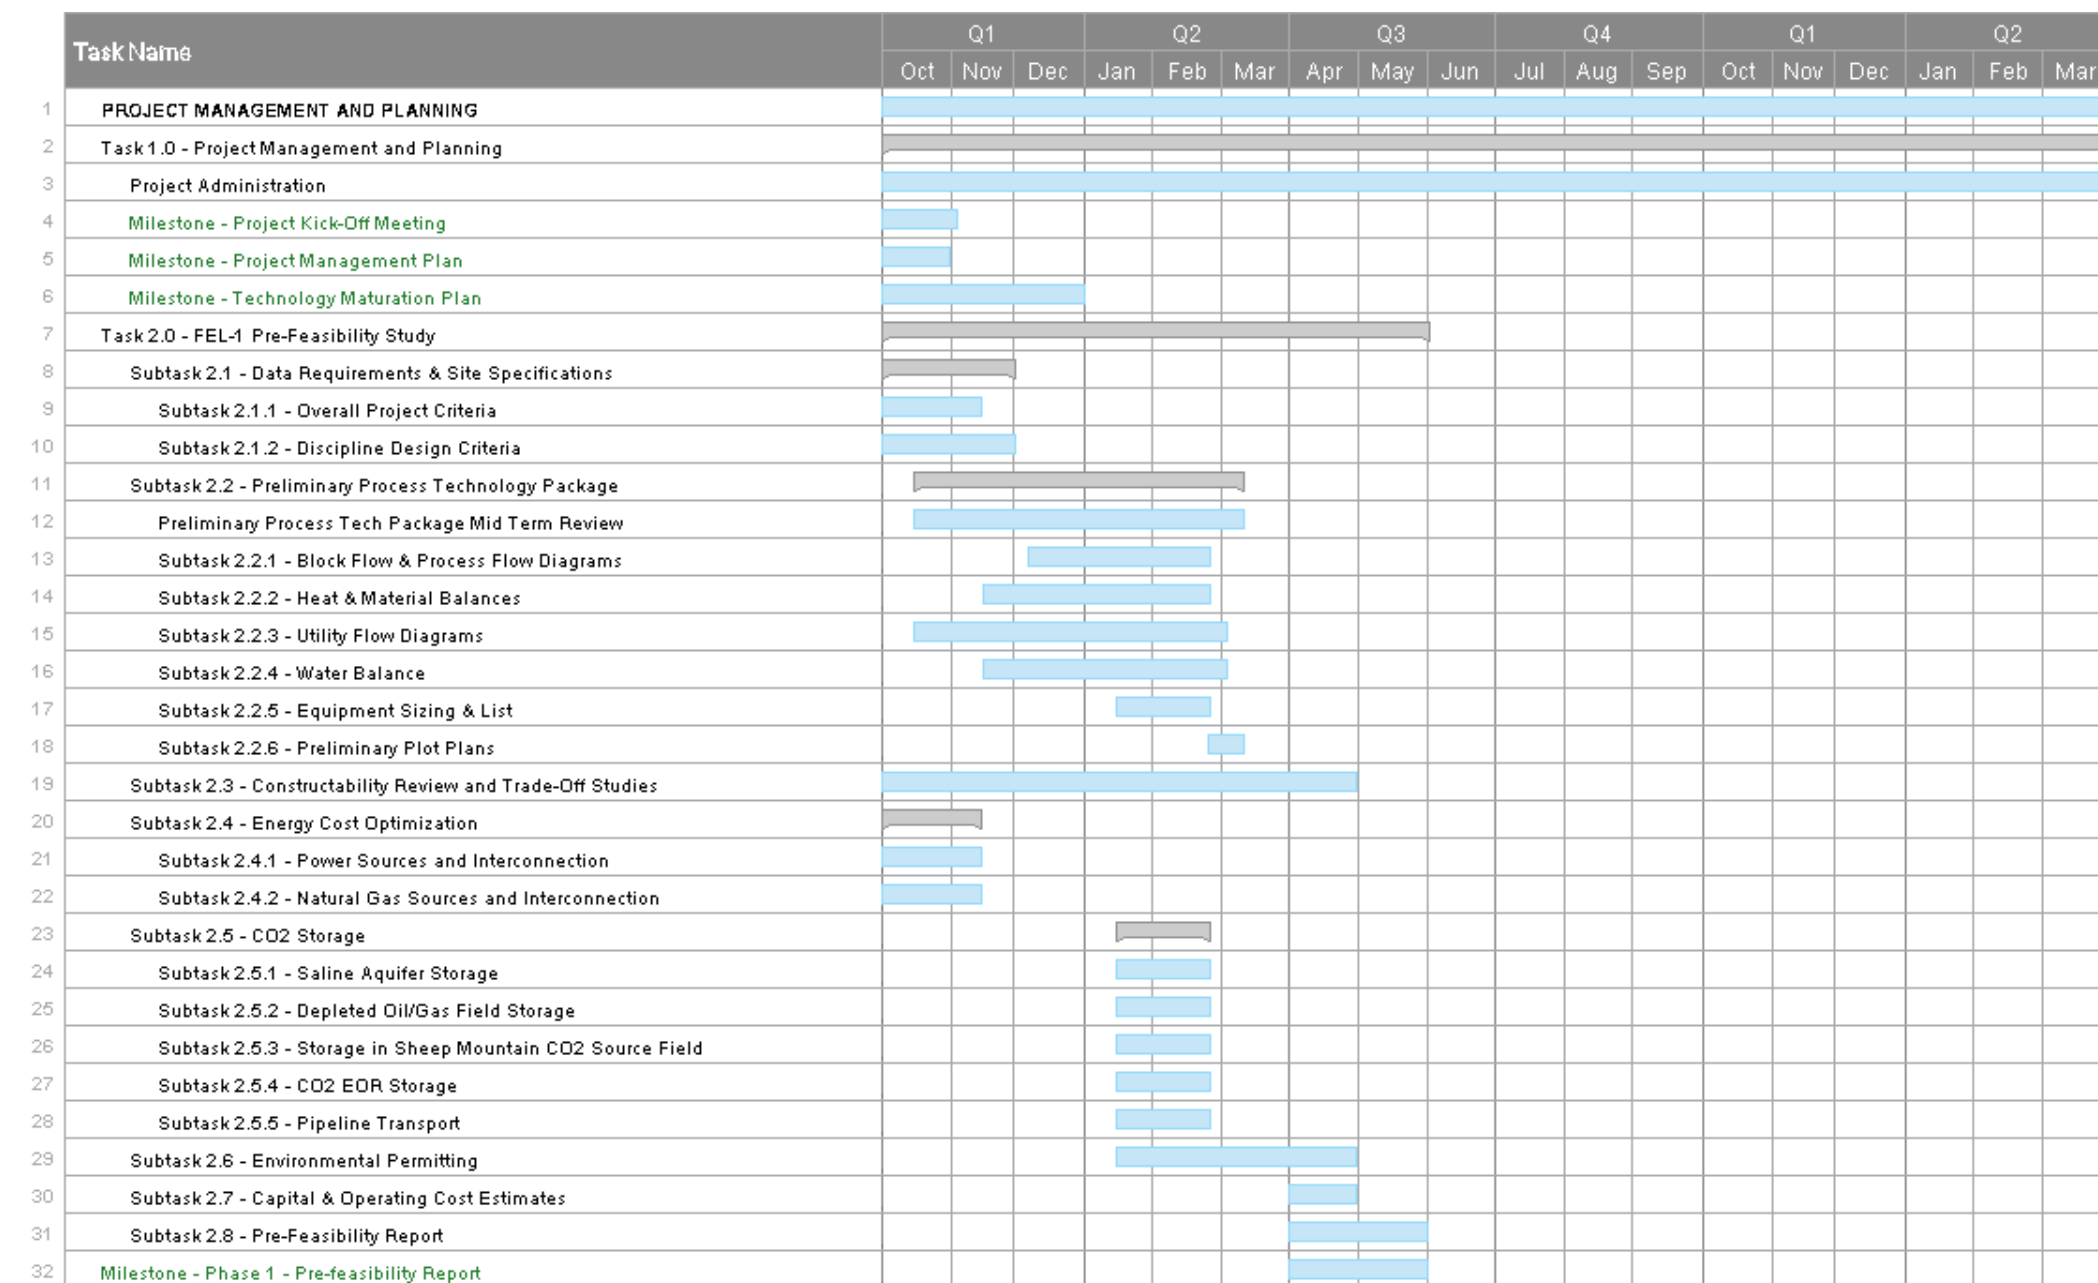 Task Name
Q1 Q2 Q3 Q4 Q1 Q2
Oct Nov Dec Jan Feb Mar Apr May Jun Jul Aug Sep Oct Nov Dec Jan Feb Mar
1 PROJECT MANAGEMENT AND PLANNING
2 Task 1.0 - Project Management and Planning
3 Project Administration
4 Milestone - Project Kick-Off Meeting
5 Milestone - Project Management Plan
6 Milestone - Technology Maturation Plan
7 Task 2.0 - FEL-1 Pre-Feasibility Study
8 Subtask 2.1 - Data Requirements & Site Specifications
9 Subtask 2.1.1 - Overall Project Criteria
10 Subtask 2.1.2 - Discipline Design Criteria
11 Subtask 2.2 - Preliminary Process Technology Package
12 Preliminary Process Tech Package Mid Term Review
13 Subtask 2.2.1 - Block Flow & Process Flow Diagrams
14 Subtask 2.2.2 - Heat & Material Balances
15 Subtask 2.2.3 - Utility Flow Diagrams
16 Subtask 2.2.4 - Water Balance
17 Subtask 2.2.5 - Equipment Sizing & List
18 Subtask 2.2.6 - Preliminary Plot Plans
19 Subtask 2.3 - Constructability Review and Trade-Off Studies
20 Subtask 2.4 - Energy Cost Optimization
21 Subtask 2.4.1 - Power Sources and Interconnection
22 Subtask 2.4.2 - Natural Gas Sources and Interconnection
23 Subtask 2.5 - CO2 Storage
24 Subtask 2.5.1 - Saline Aquifer Storage
25 Subtask 2.5.2 - Depleted Oil/Gas Field Storage
26 Subtask 2.5.3 - Storage in Sheep Mountain CO2 Source Field
27 Subtask 2.5.4 - CO2 EOR Storage
28 Subtask 2.5.5 - Pipeline Transport
29 Subtask 2.6 - Environmental Permitting
30 Subtask 2.7 - Capital & Operating Cost Estimates
31 Subtask 2.8 - Pre-Feasibility Report
32 Milestone - Phase 1 - Pre-feasibility Report